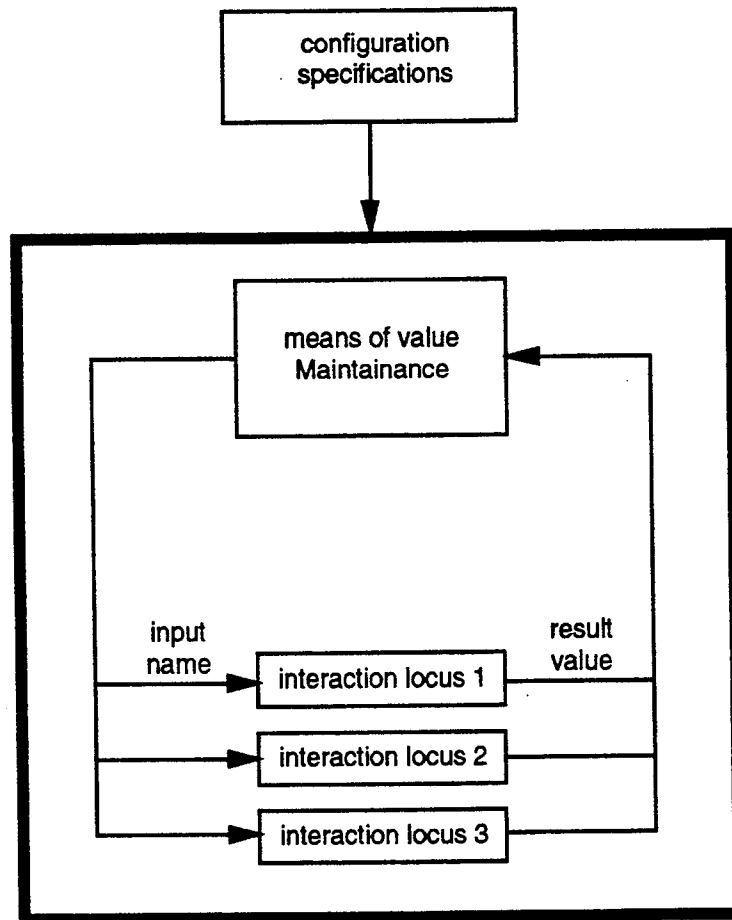 configuration
specifications
means of value
Maintainance
input
name
result
value
interaction locus 1
interaction locus 2
interaction locus 3